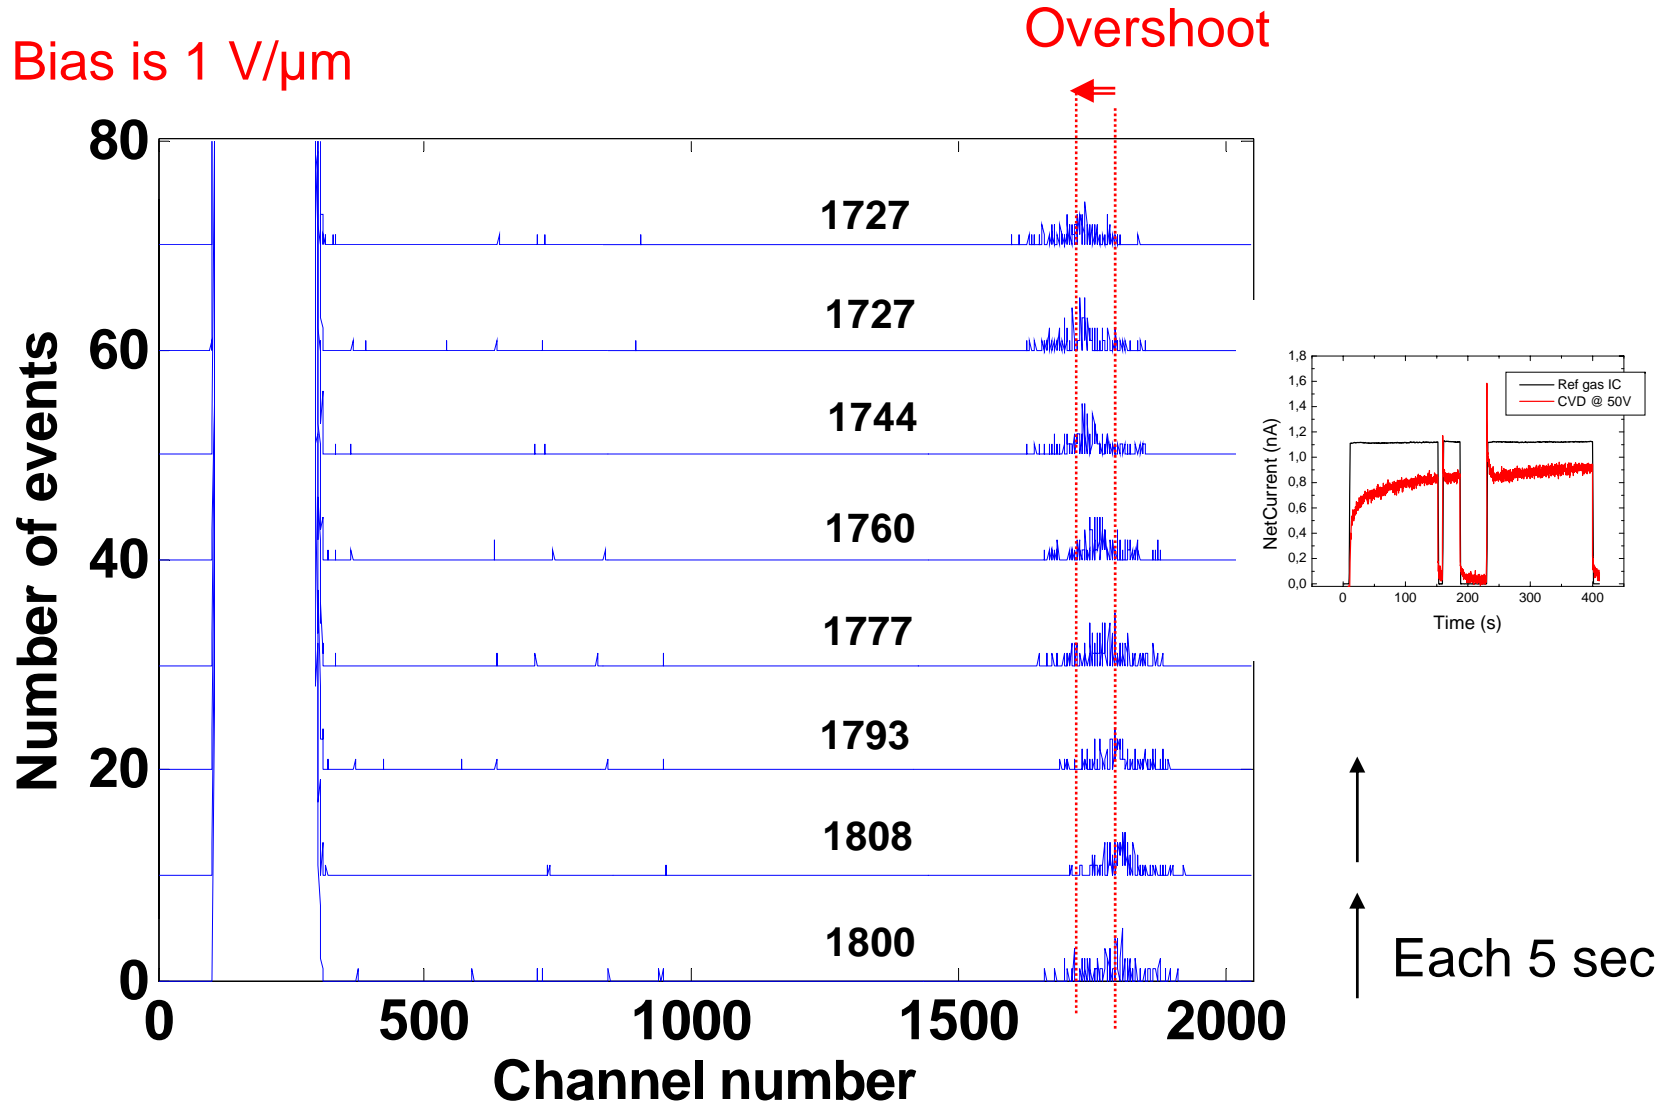 Overshoot
Bias is 1 V/µm
80
60
40
20
0
Number of events
1727
1727
1744
1760
1777
1793
1808
1800
0 500 1000 1500 2000
Channel number
1,8
1,6
1,4
1,2
1,0
0,8
0,6
0,4
0,2
0,0
NetCurrent (nA)
Ref gas IC
CVD @ 50V
0 100 200 300 400
Time (s)
Each 5 sec